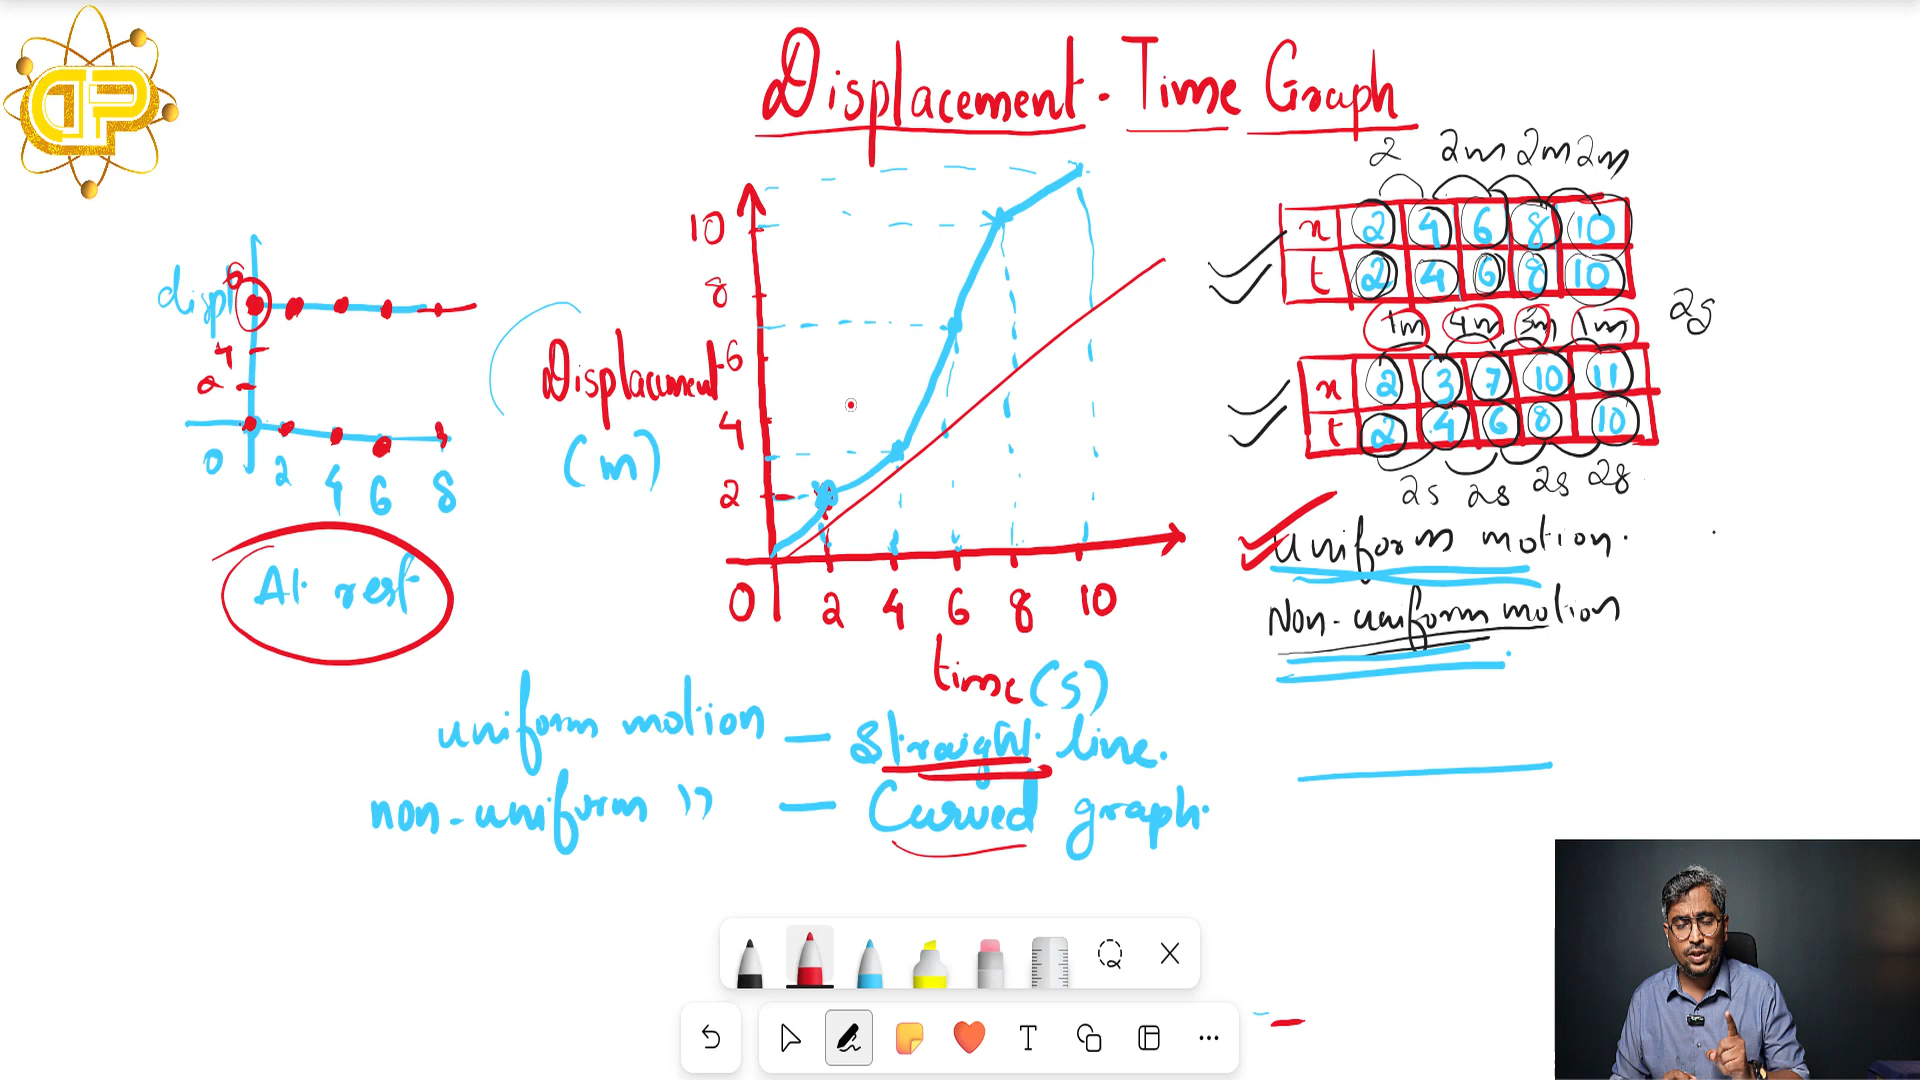 DP
Displacement - Time Graph
2 2m 2m 2m
x 2 4 6 8 10
t 2 4 6 8 10
2s
1m 4m 3m 1m
x 2 3 7 10 11
t 2 4 6 8 10
2s 2s 2s 2s
Uniform motion.
Non-uniform motion
displ
6
4
2
0 2 4 6 8
At rest
Displacement
(m)
10
8
6
4
2
0 2 4 6 8 10
time (s)
uniform motion — Straight line.
non-uniform " — Curved graph.
T